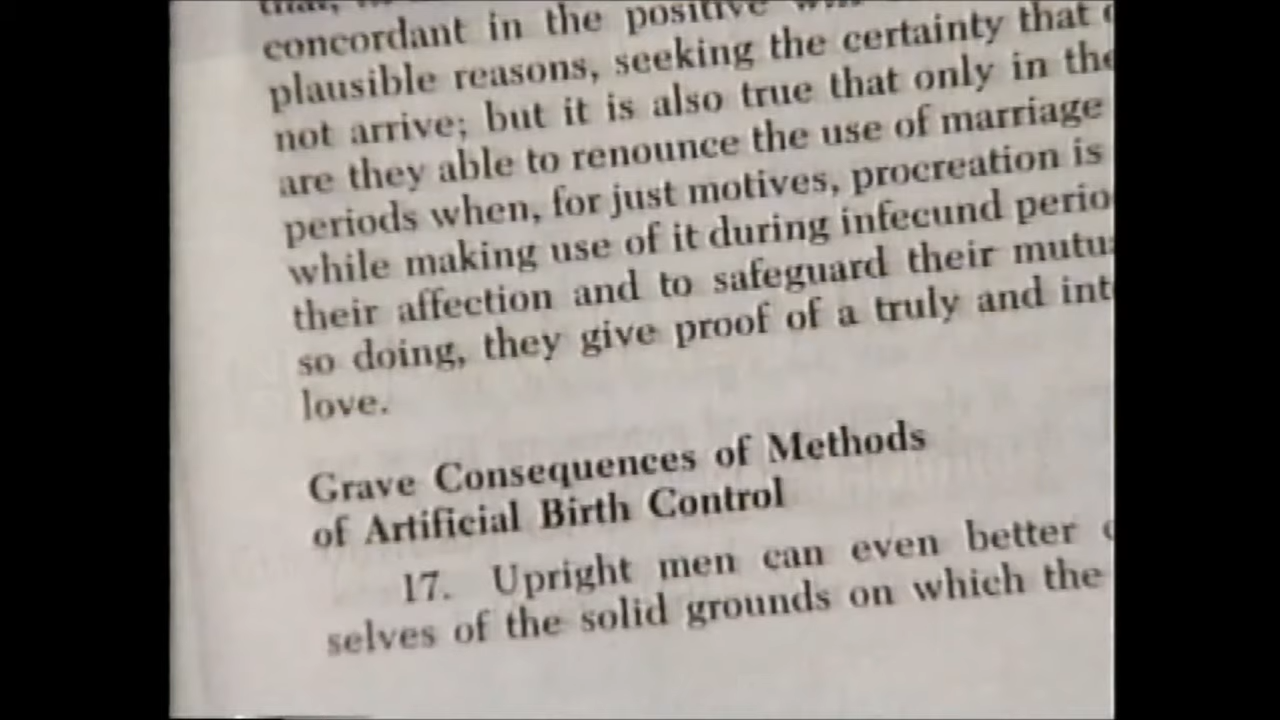 concordant in the positive
plausible reasons, seeking the certainty that
not arrive; but it is also true that only in the
are they able to renounce the use of marriage
periods when, for just motives, procreation is
while making use of it during infecund perio
their affection and to safeguard their mutu
so doing, they give proof of a truly and int
love.
Grave Consequences of Methods
of Artificial Birth Control
17. Upright men can even better
selves of the solid grounds on which the